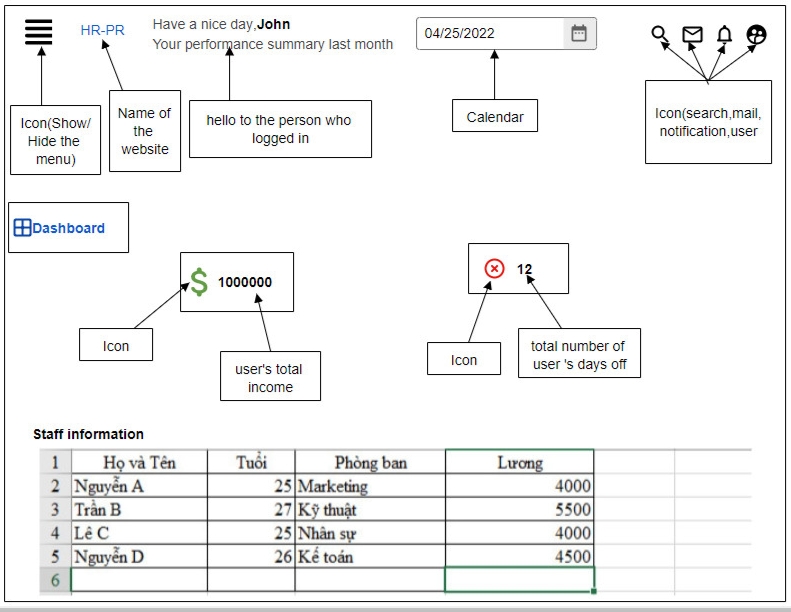 HR-PR
Have a nice day,John
Your performance summary last month
04/25/2022
Icon(Show/
Hide the
menu)
Name of
the
website
hello to the person who
logged in
Calendar
Icon(search,mail,
notification,user
Dashboard
1000000
12
Icon
user's total
income
Icon
total number of
user 's days off
Staff information
1 Họ và Tên Tuổi Phòng ban Lương
2 Nguyễn A 25 Marketing 4000
3 Trần B 27 Kỹ thuật 5500
4 Lê C 25 Nhân sự 4000
5 Nguyễn D 26 Kế toán 4500
6